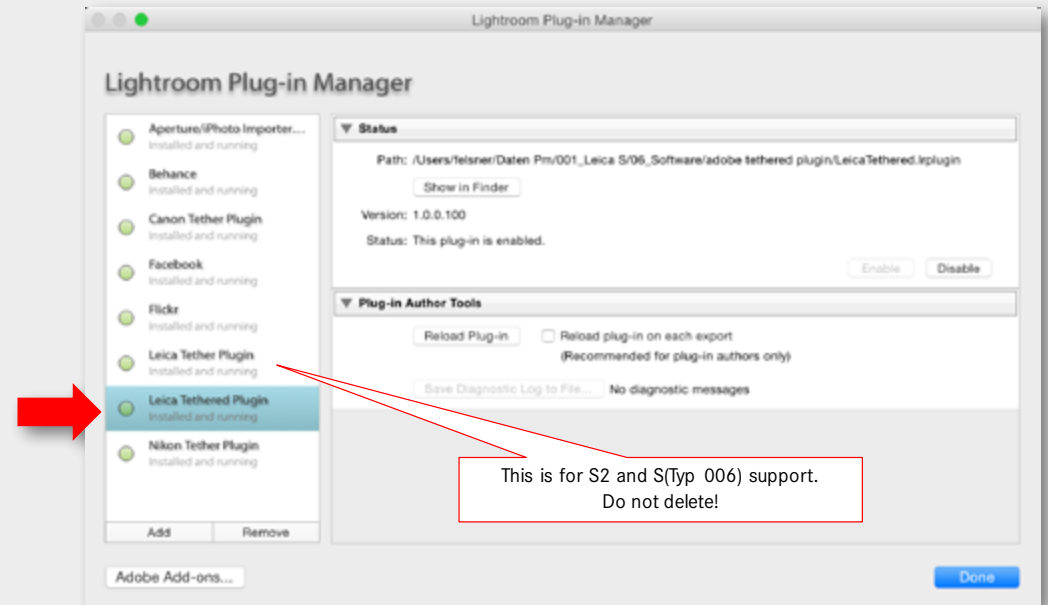 Lightroom Plug-in Manager
Lightroom Plug-in Manager
Aperture/iPhoto Importer...
Installed and running
Behance
Installed and running
Canon Tether Plugin
Installed and running
Facebook
Installed and running
Flickr
Installed and running
Leica Tether Plugin
Installed and running
Leica Tethered Plugin
Installed and running
Nikon Tether Plugin
Installed and running
Add Remove
Adobe Add-ons...
Status
Path: /Users/felsner/Daten Pm/001_Leica S/06_Software/adobe tethered plugin/LeicaTethered.lrplugin
Show in Finder
Version: 1.0.0.100
Status: This plug-in is enabled.
Enable Disable
Plug-in Author Tools
Reload Plug-in Reload plug-in on each export
(Recommended for plug-in authors only)
Save Diagnostic Log to File... No diagnostic messages
This is for S2 and S(Typ 006) support.
Do not delete!
Done